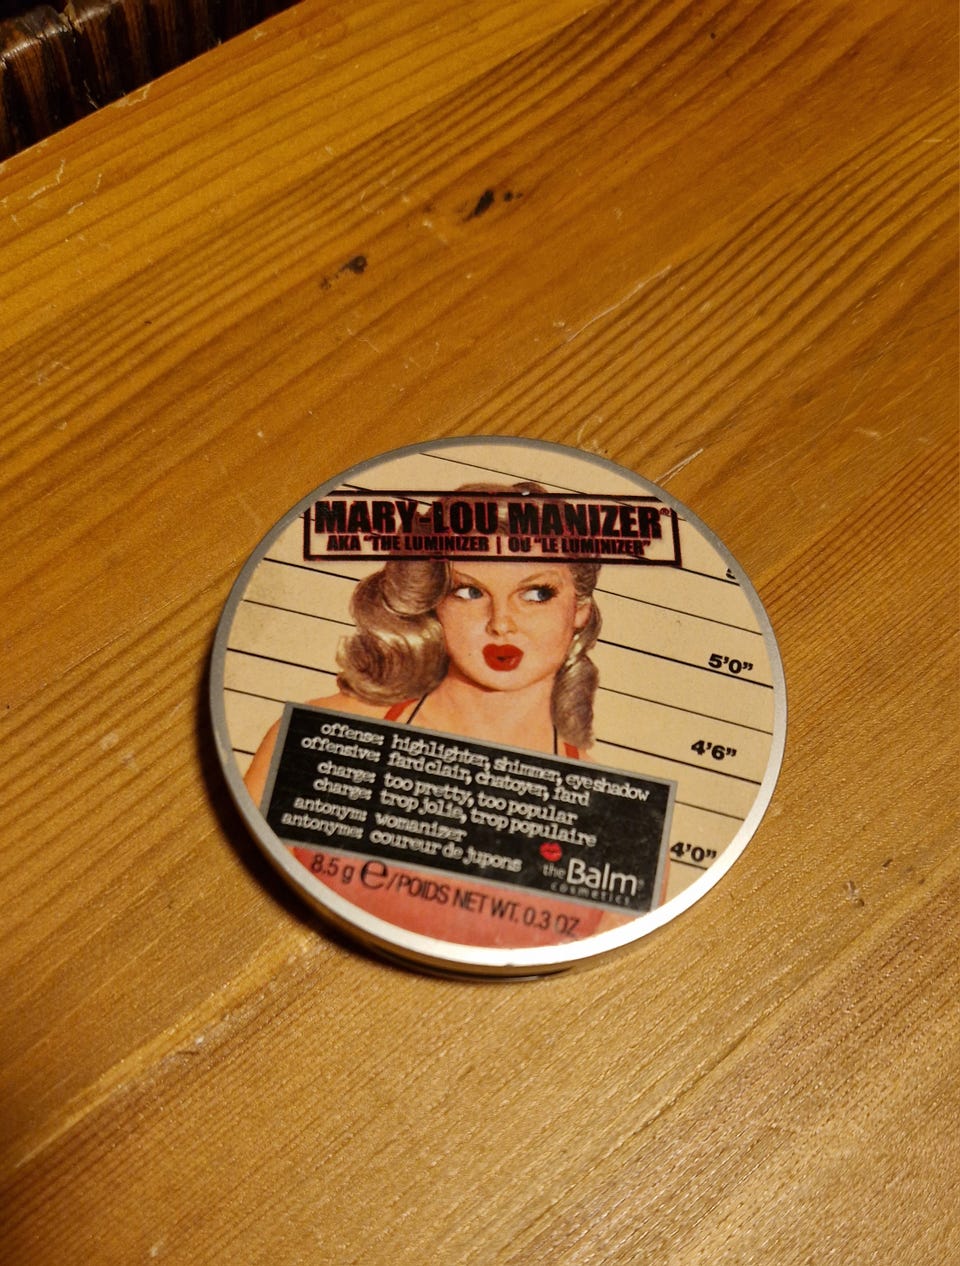 MARY-LOU MANIZER®
AKA "THE LUMINIZER | OU "LE LUMINIZER"
5'0"
4'6"
4'0"
offense: highlighter, shimmer, eyeshadow
offensive: fard clair, chatoyer, fard
charge: too pretty, too popular
charge: trop jolie, trop populaire
antonym: womanizer
antonyme: coureur de jupons
theBalm
cosmetics
8.5 g ℮/POIDS NET WT. 0.3 OZ